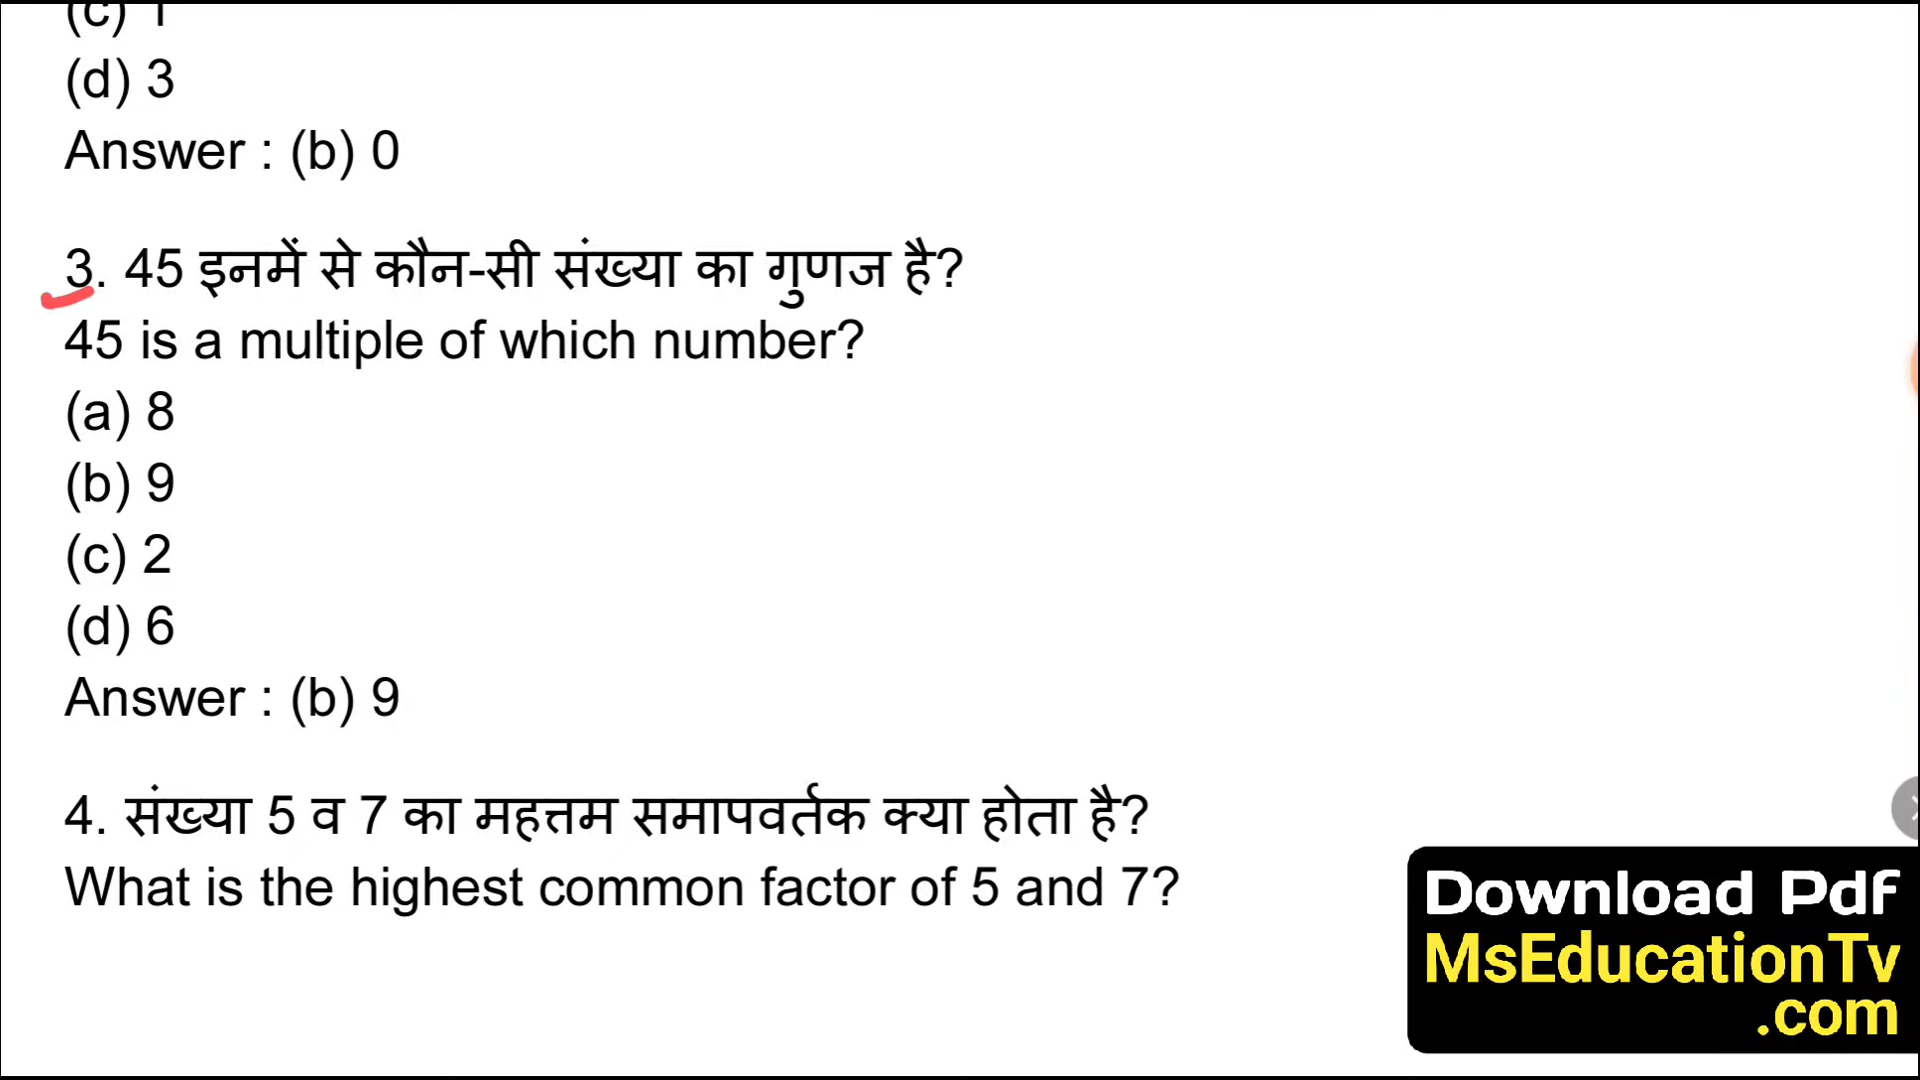 (c) 1
(d) 3
Answer : (b) 0
3. 45 इनमें से कौन-सी संख्या का गुणज है?
45 is a multiple of which number?
(a) 8
(b) 9
(c) 2
(d) 6
Answer : (b) 9
4. संख्या 5 व 7 का महत्तम समापवर्तक क्या होता है?
What is the highest common factor of 5 and 7?
Download Pdf
MsEducationTv
.com